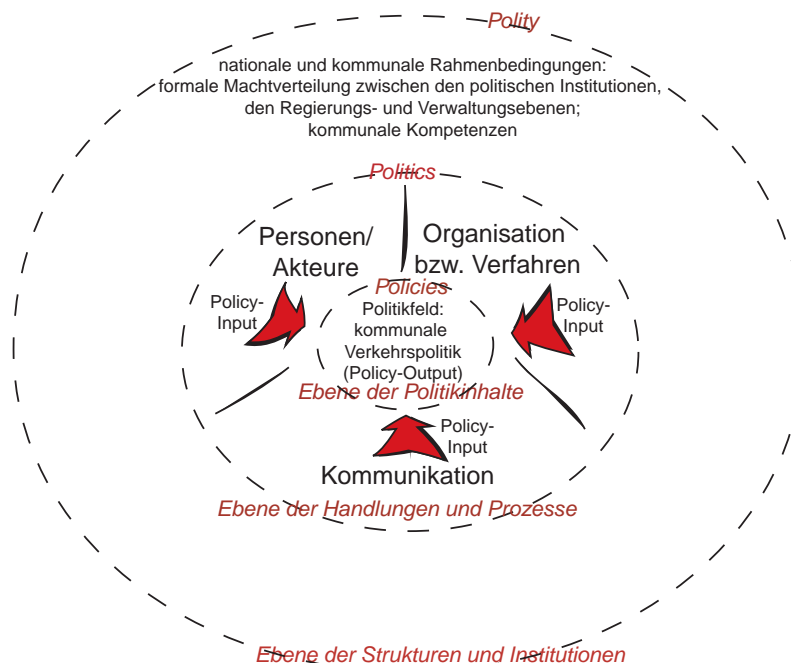 Polity
nationale und kommunale Rahmenbedingungen:
formale Machtverteilung zwischen den politischen Institutionen,
den Regierungs- und Verwaltungsebenen;
kommunale Kompetenzen
Politics
Personen/
Akteure
Organisation
bzw. Verfahren
Policy-
Input
Policies
Politikfeld:
kommunale
Verkehrspolitik
(Policy-Output)
Ebene der Politikinhalte
Policy-
Input
Policy-
Input
Kommunikation
Ebene der Handlungen und Prozesse
Ebene der Strukturen und Institutionen